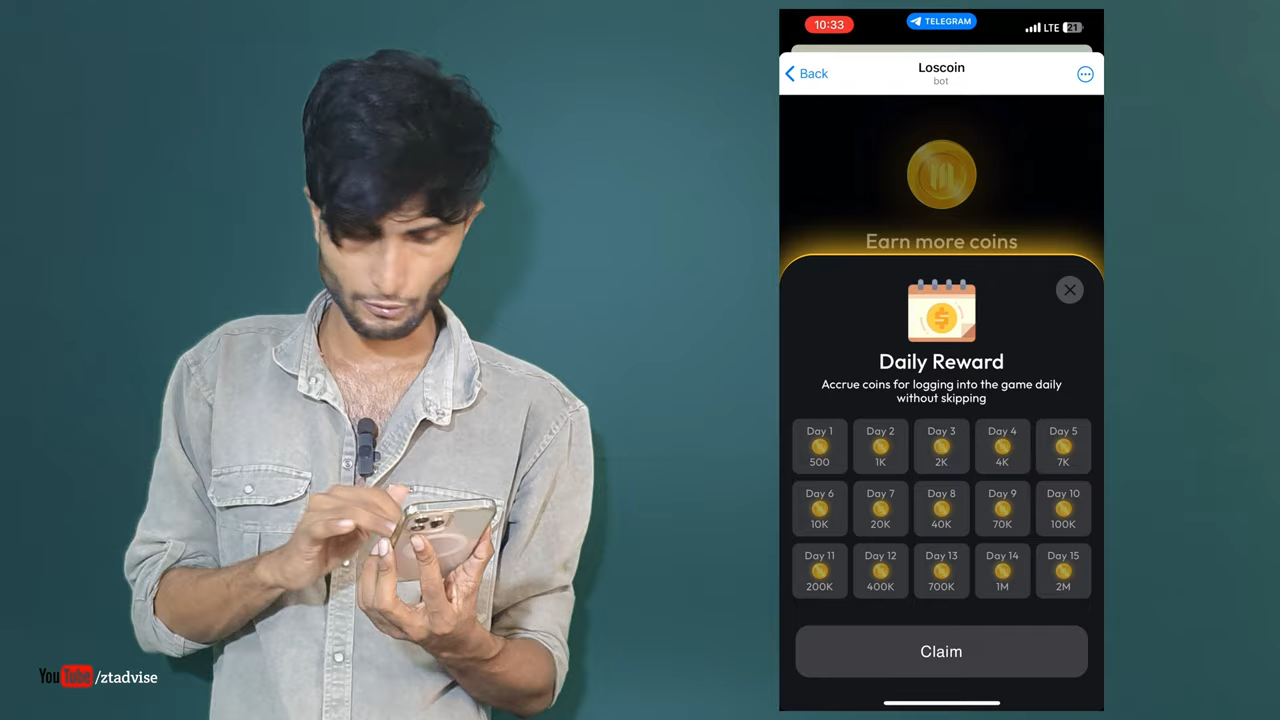 10:33
TELEGRAM
LTE 21
Back
Loscoin
bot
Earn more coins
Daily Reward
Accrue coins for logging into the game daily
without skipping
Day 1 Day 2 Day 3 Day 4 Day 5
500 1K 2K 4K 7K
Day 6 Day 7 Day 8 Day 9 Day 10
10K 20K 40K 70K 100K
Day 11 Day 12 Day 13 Day 14 Day 15
200K 400K 700K 1M 2M
Claim
YouTube/ztadvise